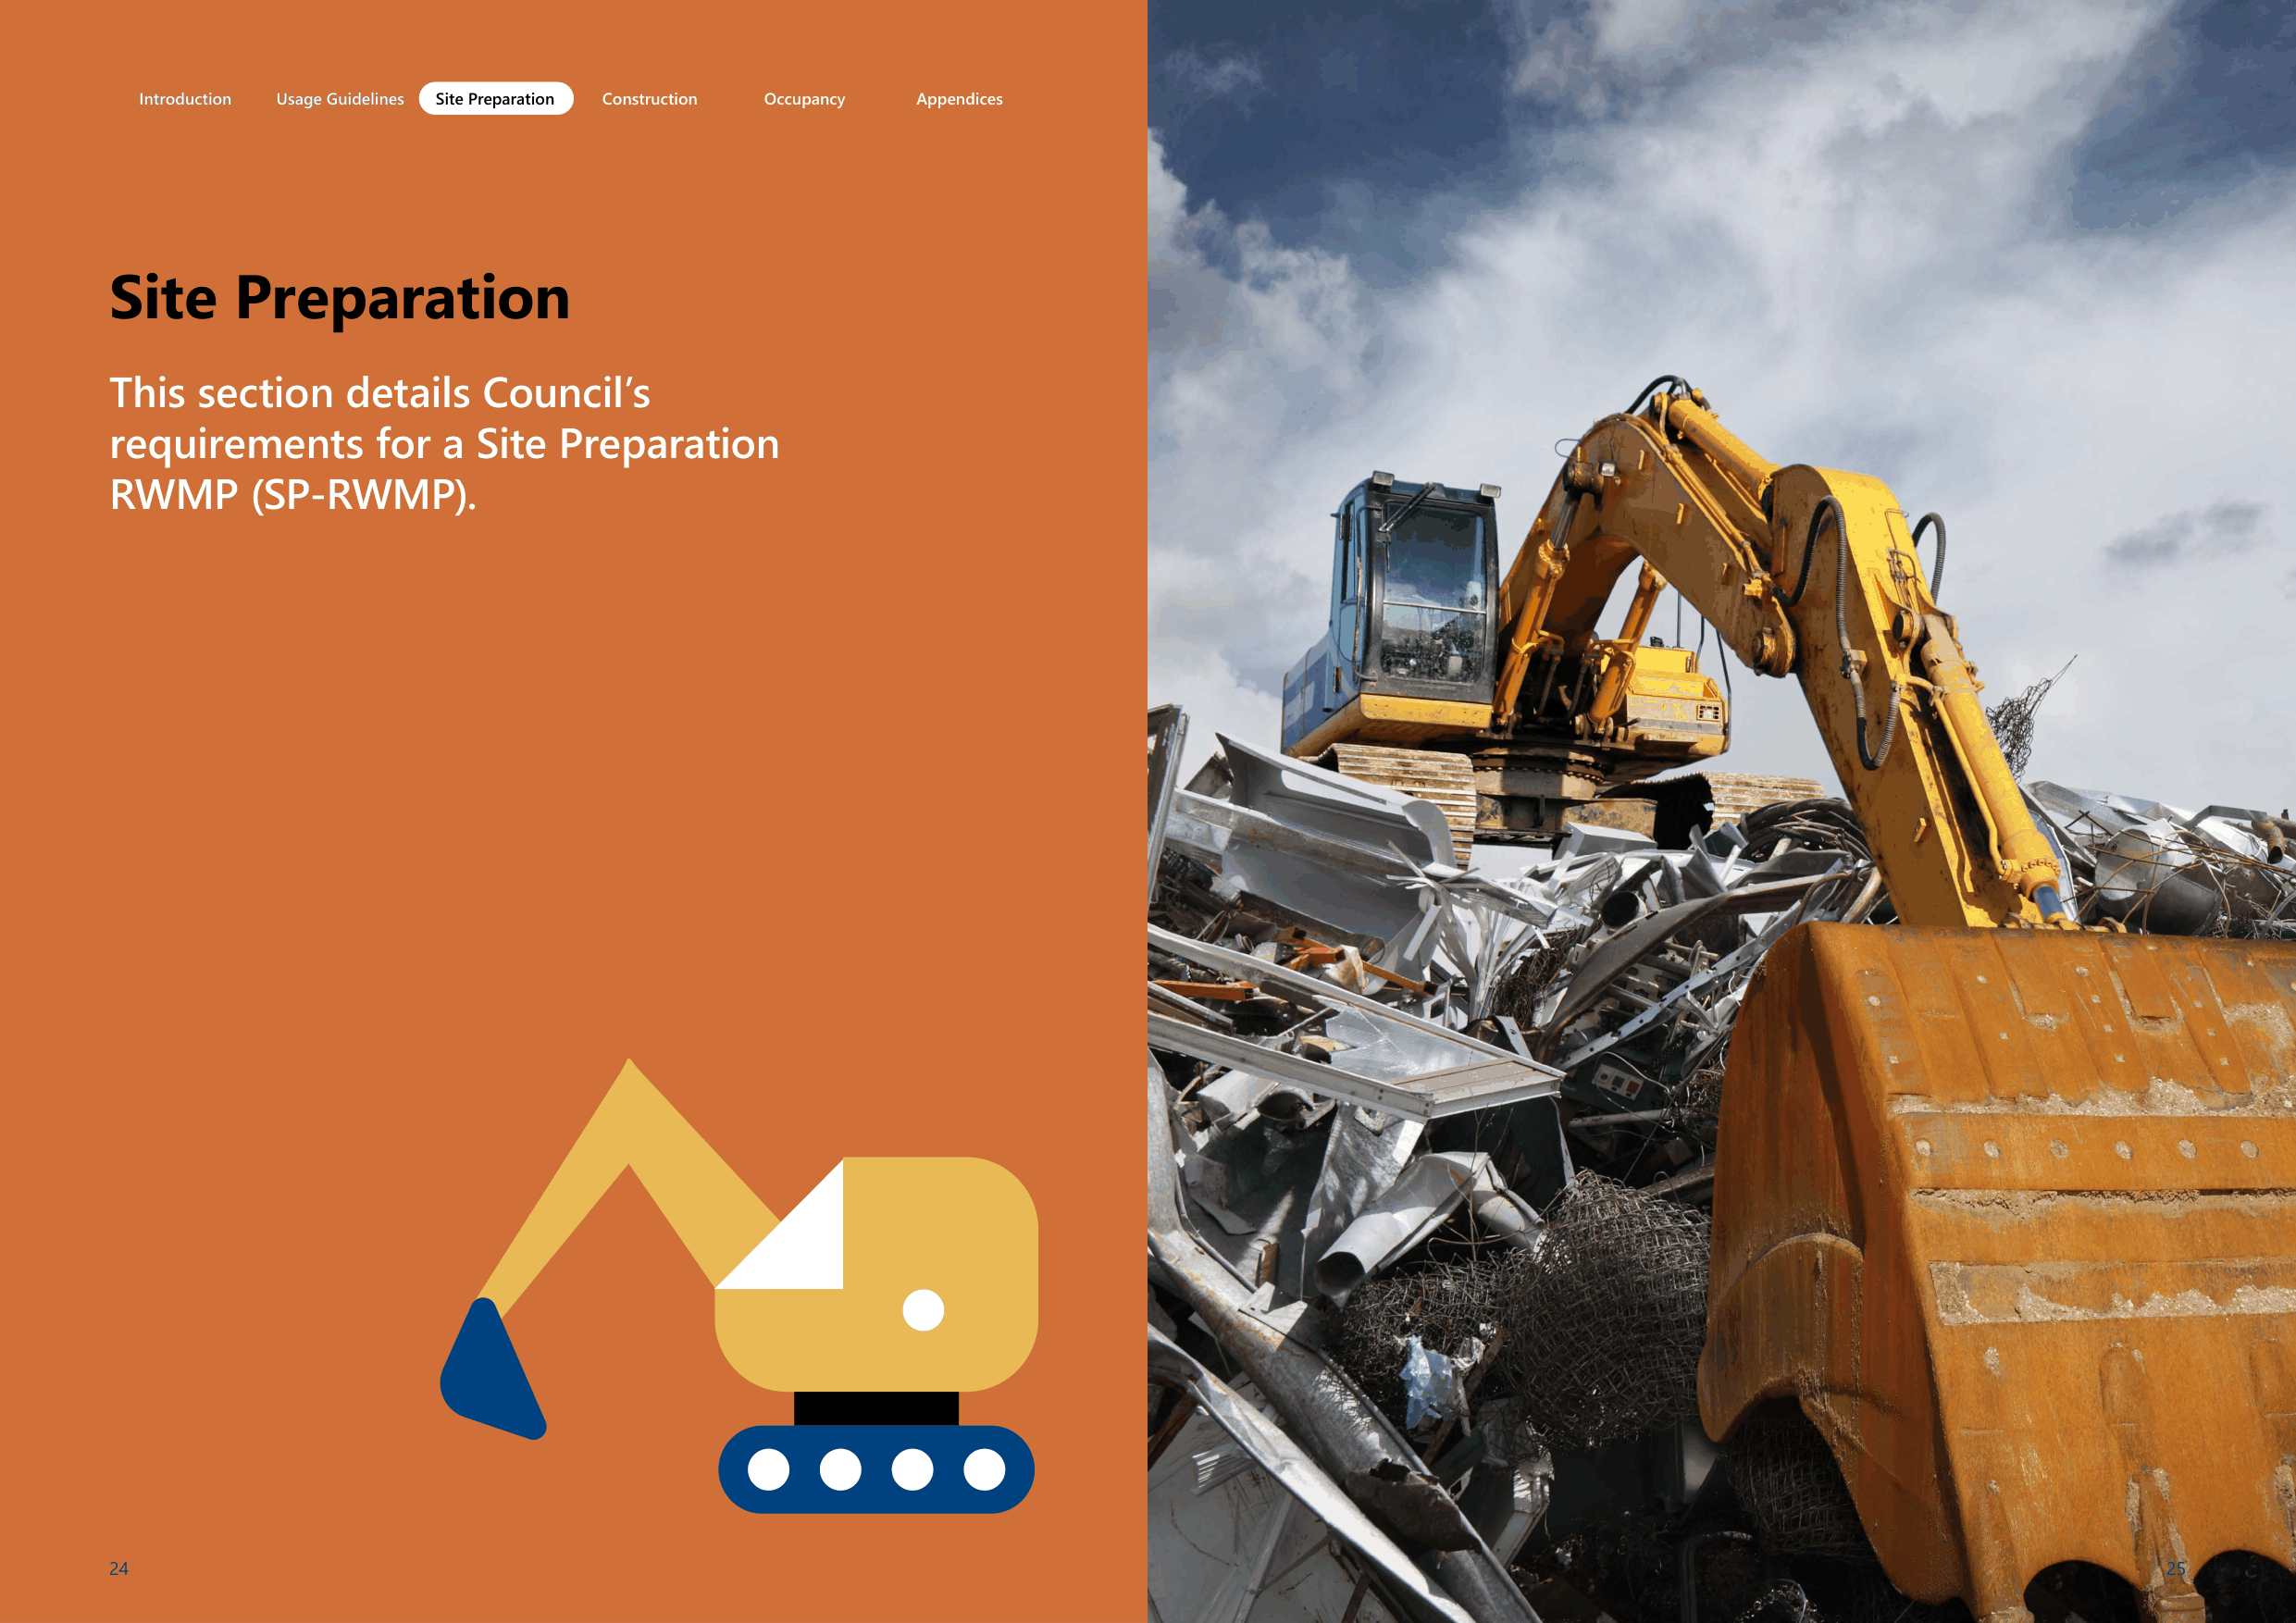 Introduction Usage Guidelines Site Preparation Construction Occupancy Appendices
Site Preparation
This section details Council’s
requirements for a Site Preparation
RWMP (SP-RWMP).
24
25